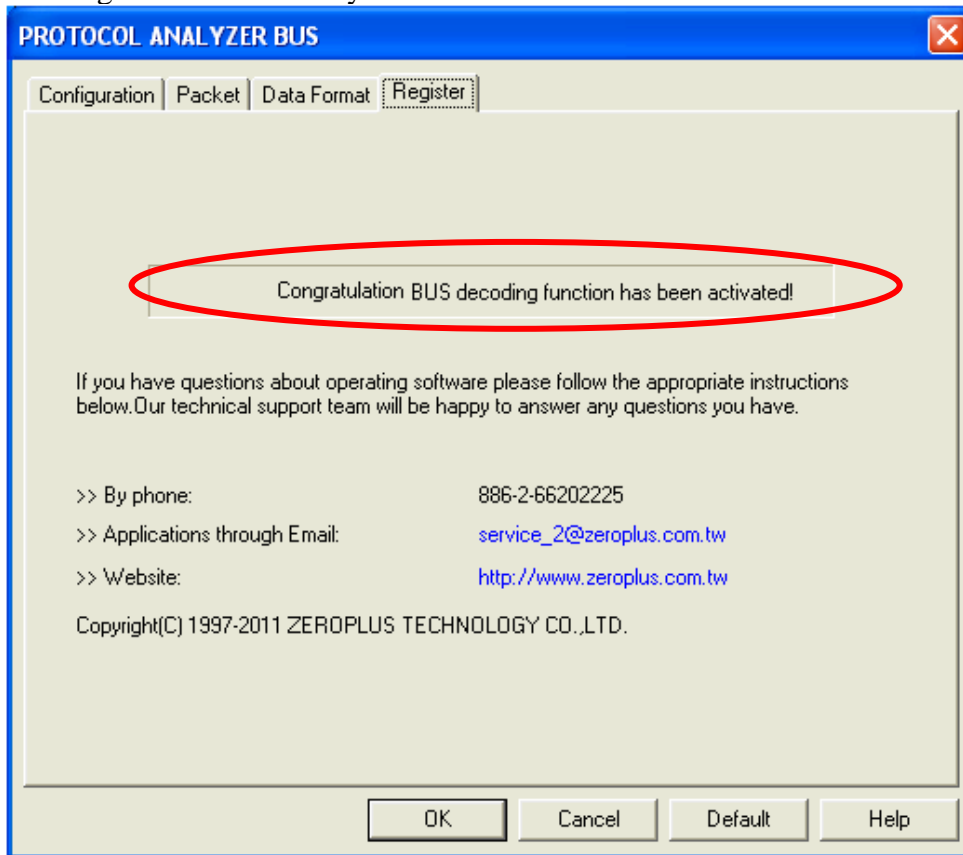 PROTOCOL ANALYZER BUS
Configuration Packet Data Format Register
Congratulation BUS decoding function has been activated!
If you have questions about operating software please follow the appropriate instructions
below.Our technical support team will be happy to answer any questions you have.
>> By phone: 886-2-66202225
>> Applications through Email: service_2@zeroplus.com.tw
>> Website: http://www.zeroplus.com.tw
Copyright(C) 1997-2011 ZEROPLUS TECHNOLOGY CO.,LTD.
OK Cancel Default Help